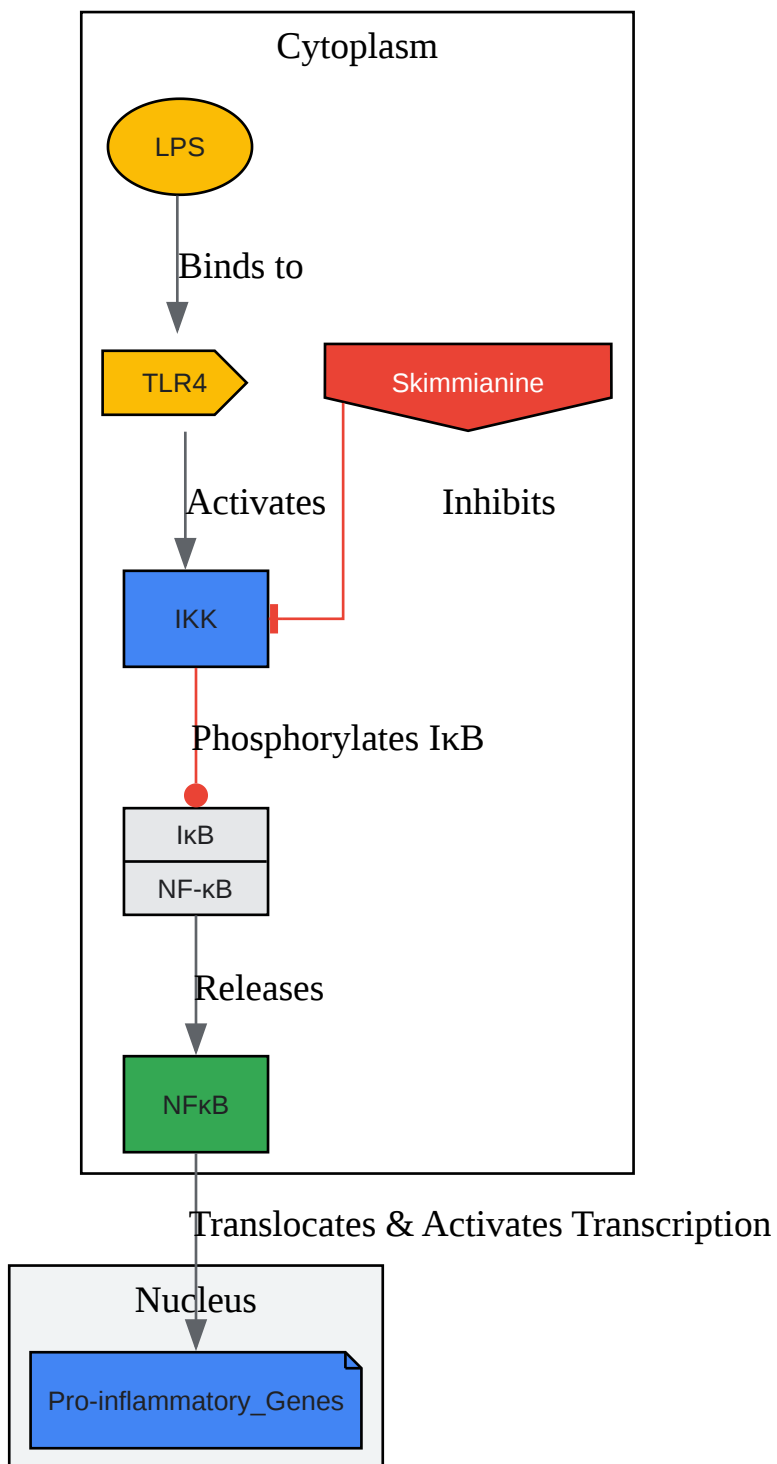 Cytoplasm
LPS
Binds to
TLR4
Skimmianine
Activates
Inhibits
IKK
Phosphorylates IκB
IκB
NF-κB
Releases
NFκB
Translocates & Activates Transcription
Nucleus
Pro-inflammatory_Genes